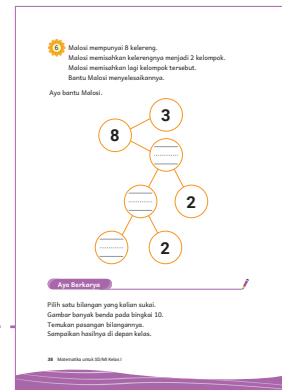 6 Malosi mempunyai 8 kelereng.
Malosi memisahkan kelerengnya menjadi 2 kelompok.
Malosi memisahkan lagi kelompok tersebut.
Bantu Malosi menyelesaikannya.
Ayo bantu Malosi.
3
8
2
2
Ayo Berkarya
Pilih satu bilangan yang kalian sukai.
Gambar banyak benda pada bingkai 10.
Temukan pasangan bilangannya.
Sampaikan hasilnya di depan kelas.
38 Matematika untuk SD/MI Kelas I